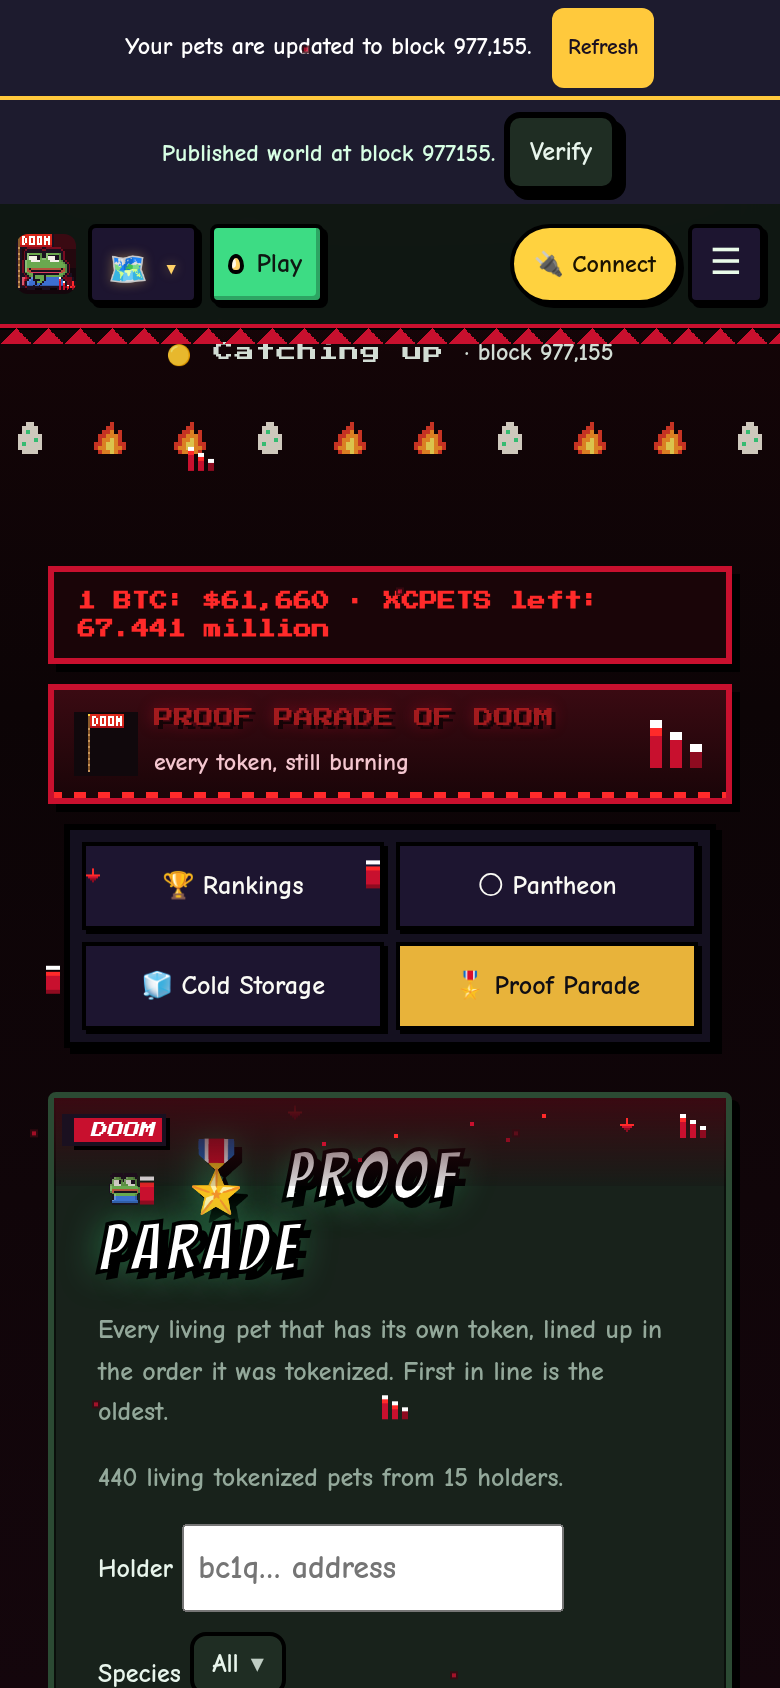 Your pets are updated to block 977,155.
Refresh
Published world at block 977155.
Verify
DOOM
▼
Play
Connect
☰
Catching up · block 977,155
1 BTC: $61,660 · XCPETS left:
67.441 million
DOOM
PROOF PARADE OF DOOM
every token, still burning
🏆 Rankings
○ Pantheon
🧊 Cold Storage
🎖️ Proof Parade
DOOM
PROOF
PARADE
Every living pet that has its own token, lined up in
the order it was tokenized. First in line is the
oldest.
440 living tokenized pets from 15 holders.
Holder bc1q... address
Species All ▼